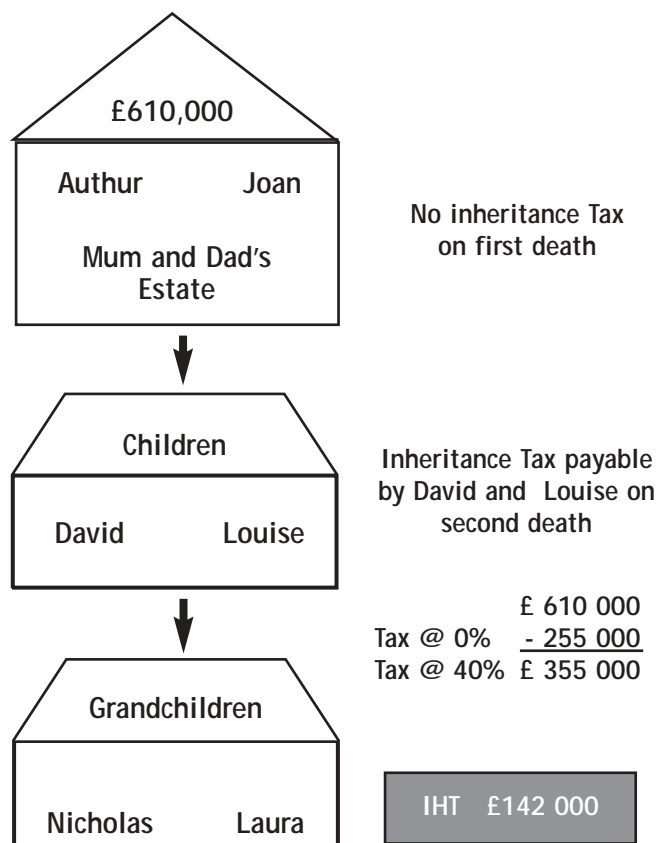 £610,000
Authur Joan
Mum and Dad's
Estate
No inheritance Tax
on first death
Children
David Louise
Inheritance Tax payable
by David and Louise on
second death
£ 610 000
Tax @ 0% - 255 000
Tax @ 40% £ 355 000
Grandchildren
Nicholas Laura
IHT £142 000